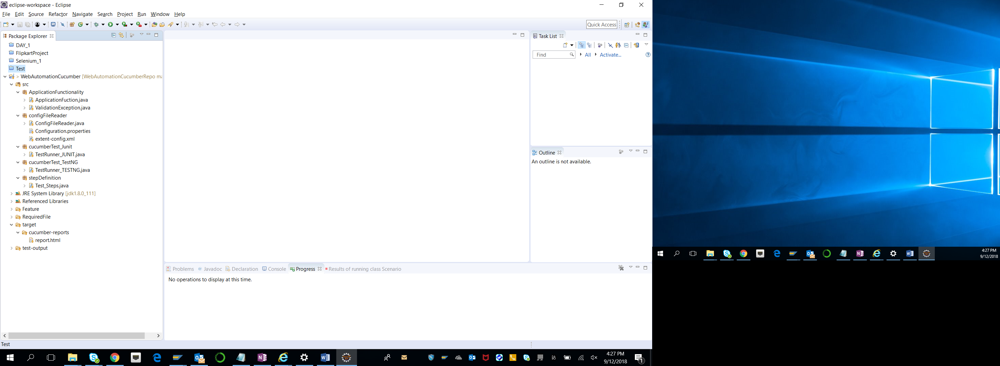 eclipse-workspace - Eclipse
File Edit Source Refactor Navigate Search Project Run Window Help
Quick Access
Package Explorer
DAY_1
FlipkartProject
Selenium_1
Test
> WebAutomationCucumber [WebAutomationCucumberRepo ma
src
ApplicationFunctionality
ApplicationFuction.java
ValidationException.java
configFileReader
ConfigFileReader.java
Configuration.properties
extent-config.xml
cucumberTest_Junit
TestRunner_JUNIT.java
cucumberTest_TestNG
TestRunner_TESTNG.java
stepDefinition
Test_Steps.java
JRE System Library [jdk1.8.0_111]
Referenced Libraries
Feature
RequiredFile
target
cucumber-reports
report.html
test-output
Task List
Find All Activate...
Outline
An outline is not available.
Problems Javadoc Declaration Console Progress Results of running class Scenario
No operations to display at this time.
Test
4:27 PM
9/12/2018
1
4:27 PM
9/12/2018